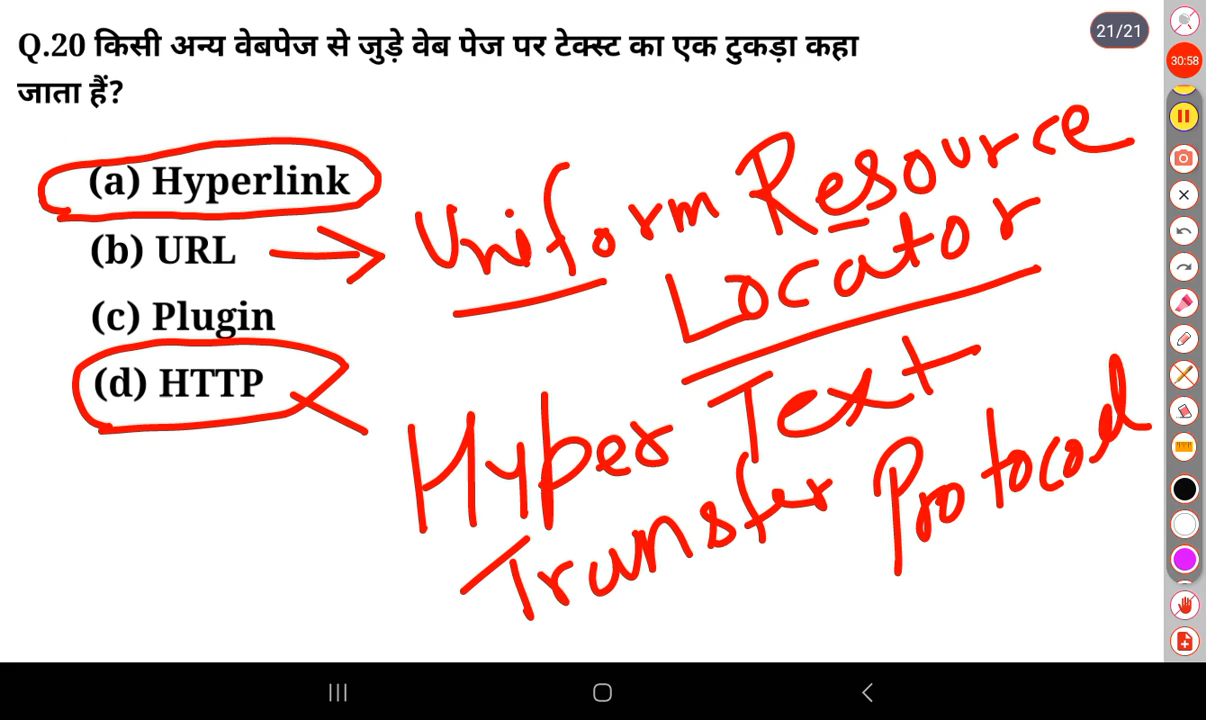 Q.20 किसी अन्य वेबपेज से जुड़े वेब पेज पर टेक्स्ट का एक टुकड़ा कहा
जाता हैं?
21/21
30:58
(a) Hyperlink
(b) URL
Uniform Resource
Locator
(c) Plugin
(d) HTTP
Hyper Text
Transfer Protocol